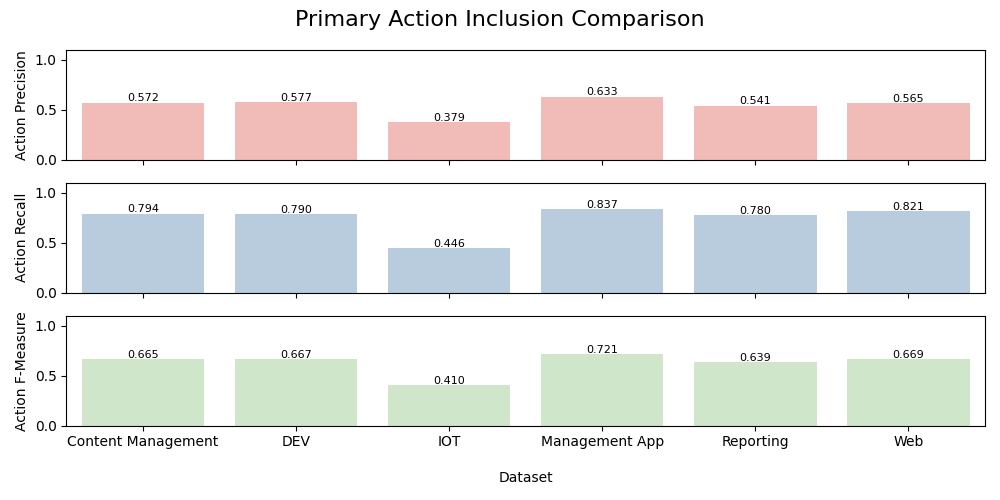 Primary Action Inclusion Comparison
Action Precision
1.0
0.5
0.0
0.572
0.577
0.379
0.633
0.541
0.565
Action Recall
1.0
0.5
0.0
0.794
0.790
0.446
0.837
0.780
0.821
Action F-Measure
1.0
0.5
0.0
0.665
0.667
0.410
0.721
0.639
0.669
Content Management
DEV
IOT
Management App
Reporting
Web
Dataset